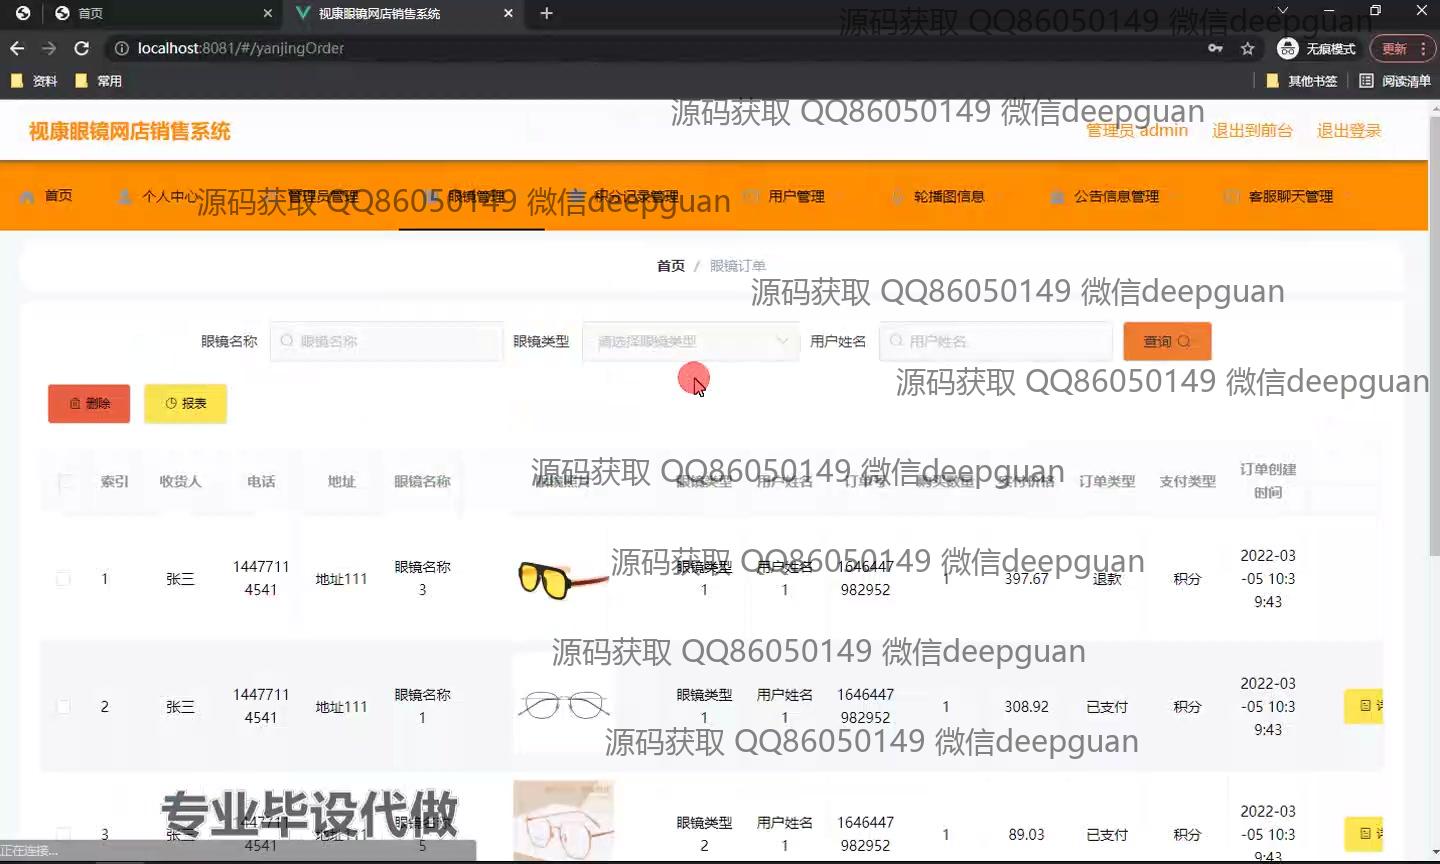 首页
视康眼镜网店销售系统
源码获取 QQ86050149 微信deepguan
localhost:8081/#/yanjingOrder
无痕模式
更新
资料
常用
其他书签
阅读清单
源码获取 QQ86050149 微信deepguan
视康眼镜网店销售系统
管理员 admin
退出到前台
退出登录
首页
个人中心
管理员管理
眼镜管理
积分记录管理
用户管理
轮播图信息
公告信息管理
客服聊天管理
源码获取 QQ86050149 微信deepguan
首页 / 眼镜订单
源码获取 QQ86050149 微信deepguan
眼镜名称 眼镜名称 眼镜类型 请选择眼镜类型 用户姓名 用户姓名 查询
源码获取 QQ86050149 微信deepguan
删除 报表
源码获取 QQ86050149 微信deepguan
索引 收货人 电话 地址 眼镜名称 眼镜照片 眼镜类型 用户姓名 订单号 购买数量 实付价格 订单类型 支付类型 订单创建
时间
源码获取 QQ86050149 微信deepguan
1 张三 1447711
4541 地址111 眼镜名称
3 眼镜类型
1 用户姓名
1 1646447
982952 1 397.67 退款 积分 2022-03
-05 10:3
9:43
源码获取 QQ86050149 微信deepguan
2 张三 1447711
4541 地址111 眼镜名称
1 眼镜类型
1 用户姓名
1 1646447
982952 1 308.92 已支付 积分 2022-03
-05 10:3
9:43
源码获取 QQ86050149 微信deepguan
专业毕设代做
3 张三 1447711
4541 地址111 眼镜名称
5 眼镜类型
2 用户姓名
1 1646447
982952 1 89.03 已支付 积分 2022-03
-05 10:3
9:43
正在连接...